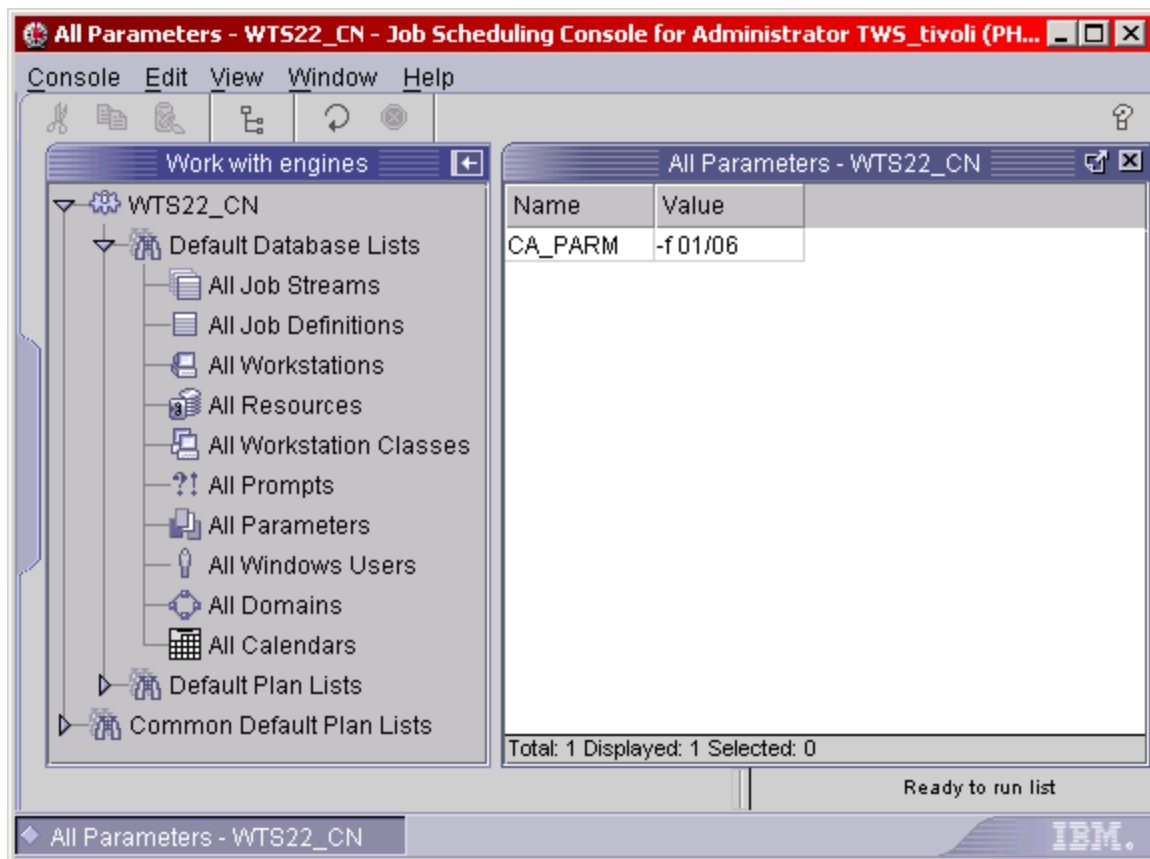 All Parameters - WTS22_CN - Job Scheduling Console for Administrator TWS_tivoli (PH...
Console Edit View Window Help
Work with engines
WTS22_CN
Default Database Lists
All Job Streams
All Job Definitions
All Workstations
All Resources
All Workstation Classes
All Prompts
All Parameters
All Windows Users
All Domains
All Calendars
Default Plan Lists
Common Default Plan Lists
All Parameters - WTS22_CN
Name Value
CA_PARM -f 01/06
Total: 1 Displayed: 1 Selected: 0
Ready to run list
All Parameters - WTS22_CN
IBM.